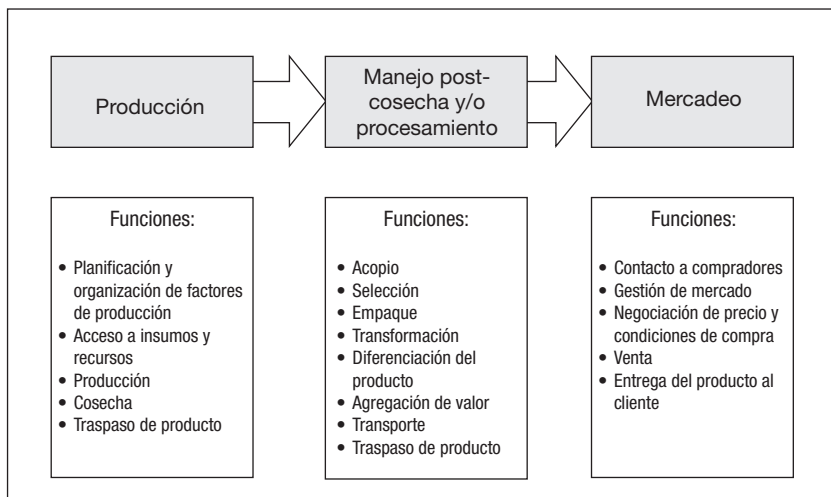 Producción
Manejo post-
cosecha y/o
procesamiento
Mercadeo
Funciones:
• Planificación y
organización de factores
de producción
• Acceso a insumos y
recursos
• Producción
• Cosecha
• Traspaso de producto
Funciones:
• Acopio
• Selección
• Empaque
• Transformación
• Diferenciación del
producto
• Agregación de valor
• Transporte
• Traspaso de producto
Funciones:
• Contacto a compradores
• Gestión de mercado
• Negociación de precio y
condiciones de compra
• Venta
• Entrega del producto al
cliente